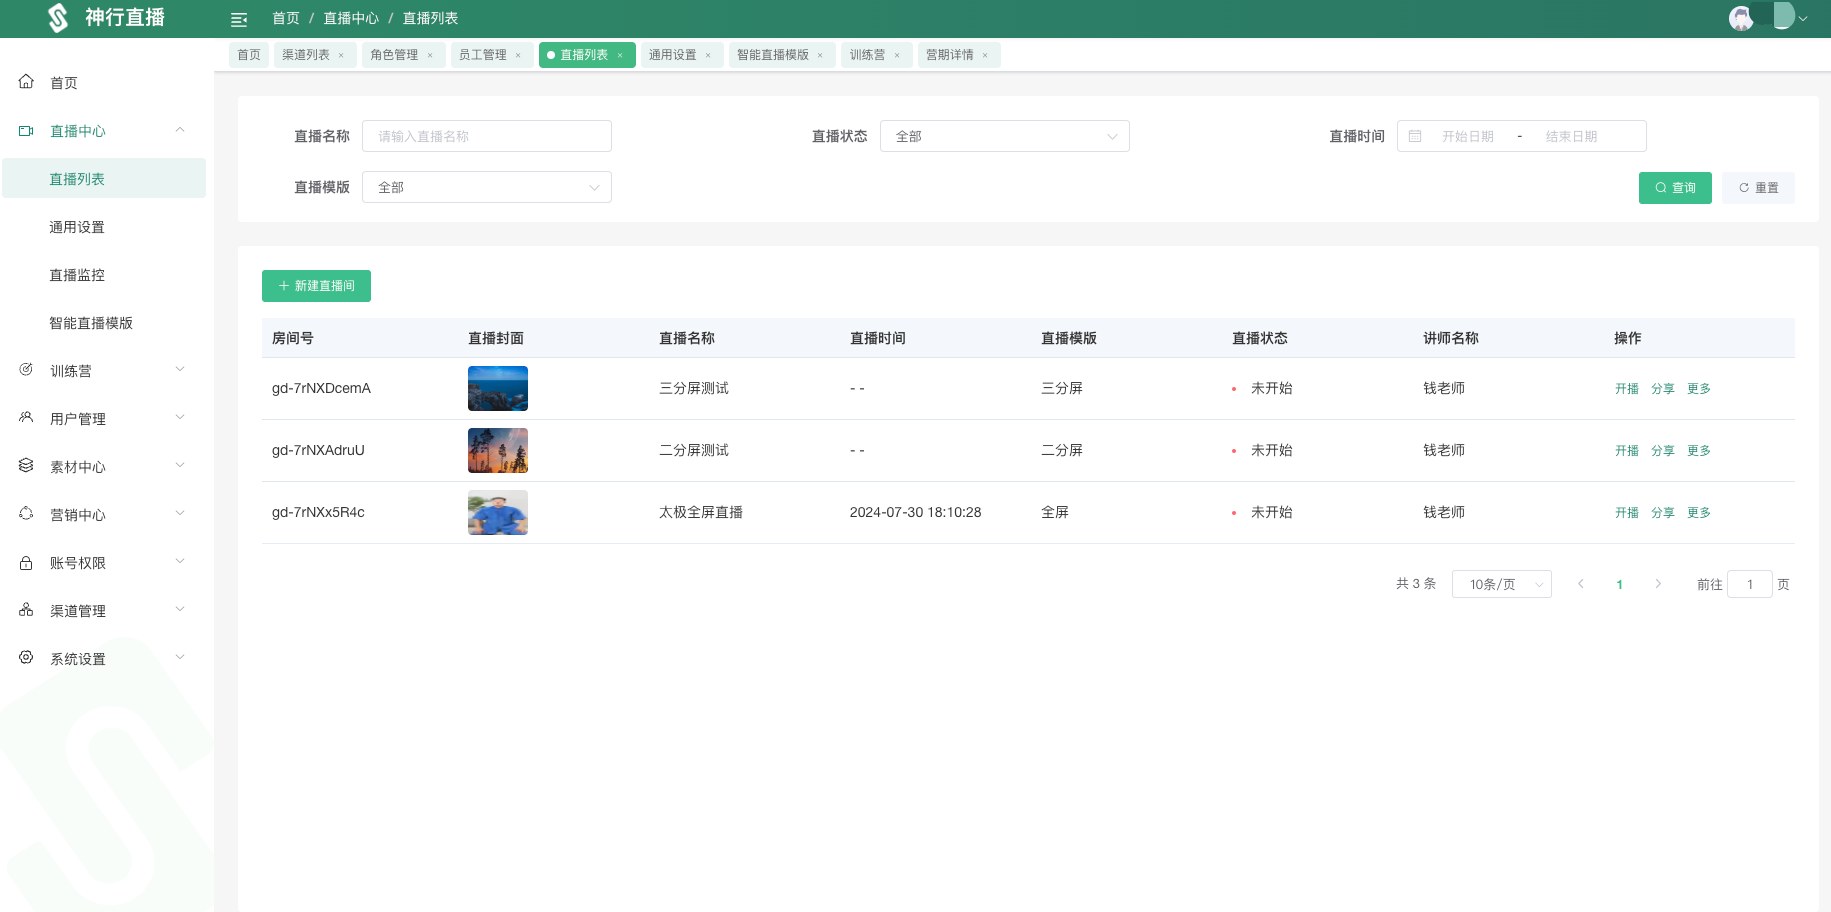 神行直播
首页 / 直播中心 / 直播列表
首页 渠道列表 × 角色管理 × 员工管理 × 直播列表 × 通用设置 × 智能直播模版 × 训练营 × 营期详情 ×
首页
直播中心
直播列表
通用设置
直播监控
智能直播模版
训练营
用户管理
素材中心
营销中心
账号权限
渠道管理
系统设置
直播名称 请输入直播名称 直播状态 全部 直播时间 开始日期 - 结束日期
直播模版 全部 查询 重置
新建直播间
房间号 直播封面 直播名称 直播时间 直播模版 直播状态 讲师名称 操作
gd-7rNXDcemA 三分屏测试 - - 三分屏 未开始 钱老师 开播 分享 更多
gd-7rNXAdruU 二分屏测试 - - 二分屏 未开始 钱老师 开播 分享 更多
gd-7rNXx5R4c 太极全屏直播 2024-07-30 18:10:28 全屏 未开始 钱老师 开播 分享 更多
共 3 条 10条/页 1 前往 1 页